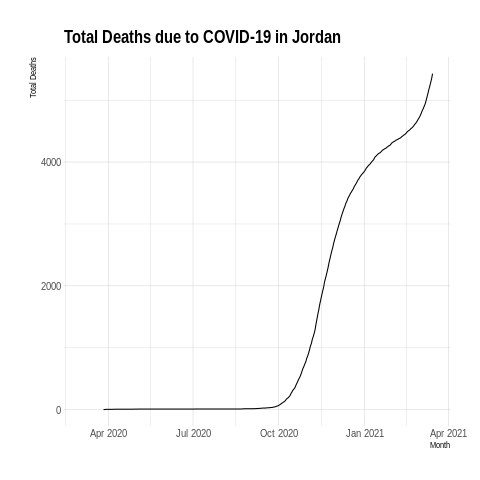 Total Deaths due to COVID-19 in Jordan
Total Deaths
4000
2000
0
Apr 2020 Jul 2020 Oct 2020 Jan 2021 Apr 2021
Month